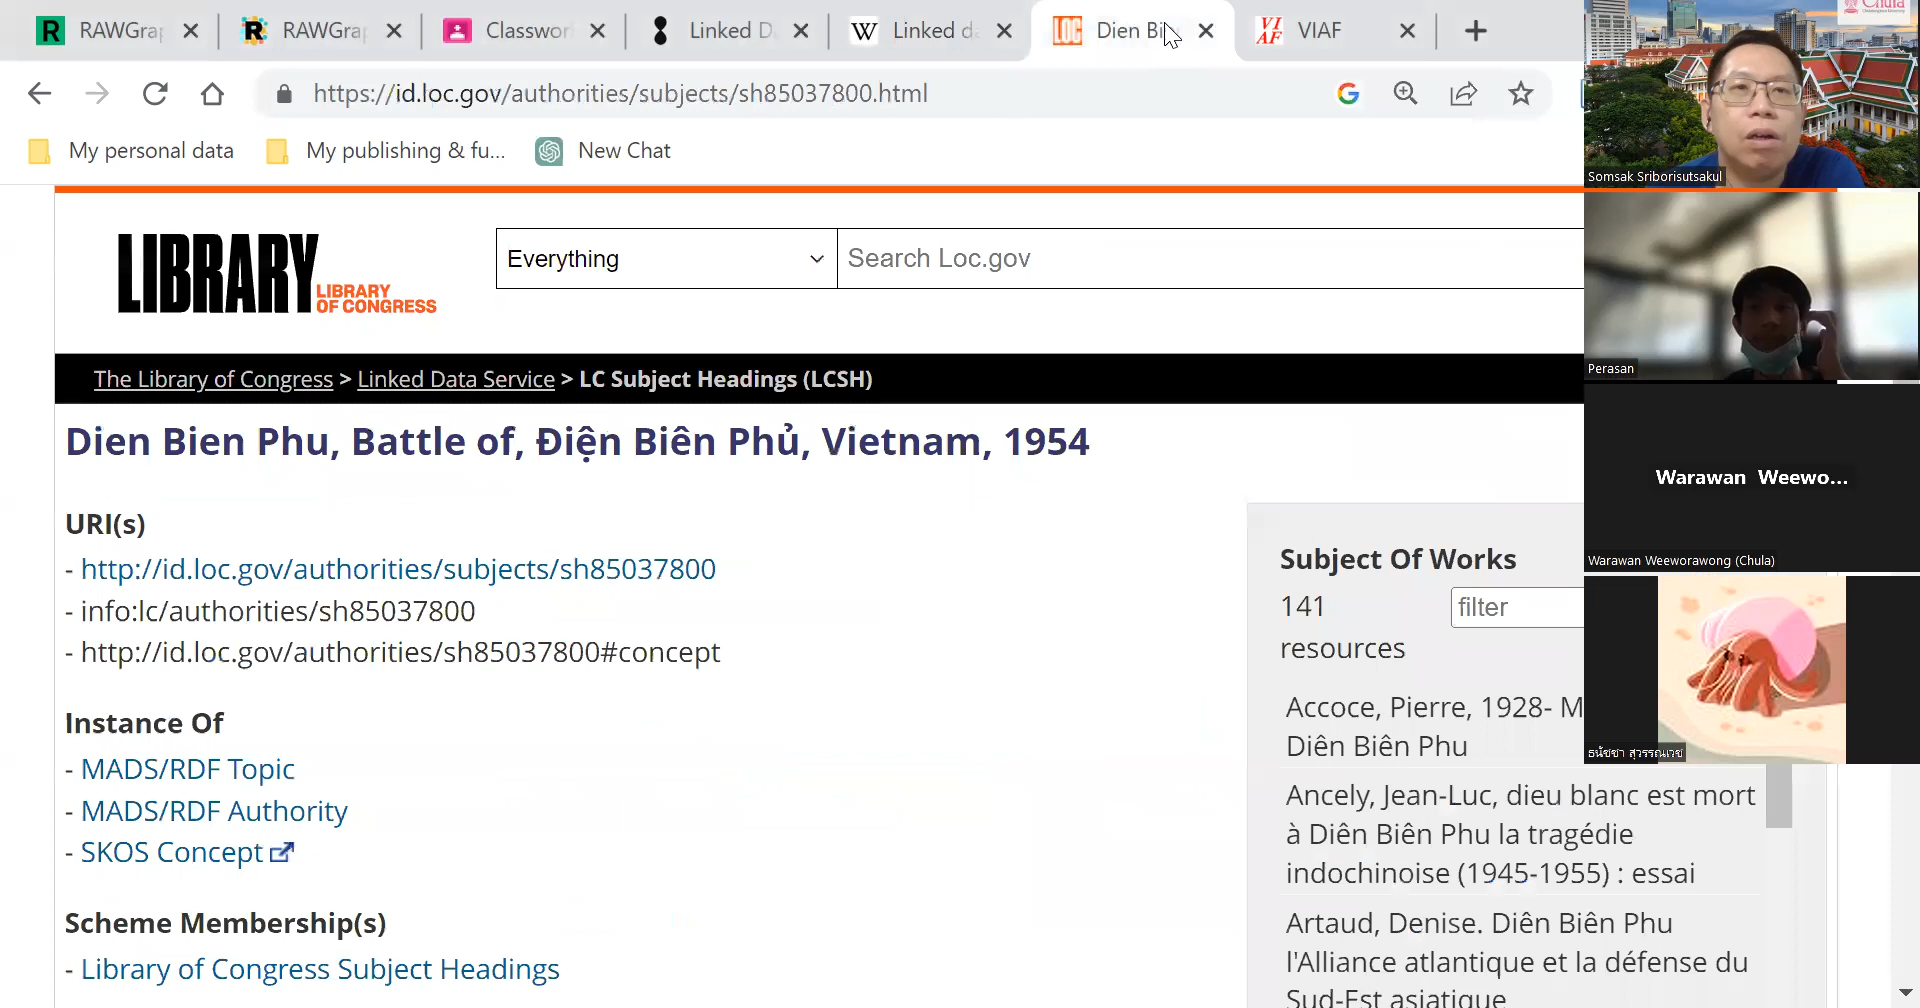 RAWGra
RAWGra
Classwor
Linked D
Linked d
Dien Bi
VIAF
https://id.loc.gov/authorities/subjects/sh85037800.html
My personal data
My publishing & fu...
New Chat
Chula
Somsak Sriborisutsakul
LIBRARY
LIBRARY
OF CONGRESS
Everything
Search Loc.gov
Perasan
The Library of Congress > Linked Data Service > LC Subject Headings (LCSH)
Dien Bien Phu, Battle of, Điện Biên Phủ, Vietnam, 1954
Warawan Weewo...
Warawan Weeworawong (Chula)
URI(s)
- http://id.loc.gov/authorities/subjects/sh85037800
- info:lc/authorities/sh85037800
- http://id.loc.gov/authorities/sh85037800#concept
Instance Of
- MADS/RDF Topic
- MADS/RDF Authority
- SKOS Concept
Scheme Membership(s)
- Library of Congress Subject Headings
Subject Of Works
141
resources
filter
Accoce, Pierre, 1928- M
Diên Biên Phu
Ancely, Jean-Luc, dieu blanc est mort
à Diên Biên Phu la tragédie
indochinoise (1945-1955) : essai
Artaud, Denise. Diên Biên Phu
l'Alliance atlantique et la défense du
Sud-Est asiatique
ธนัชชา สุวรรณเวช